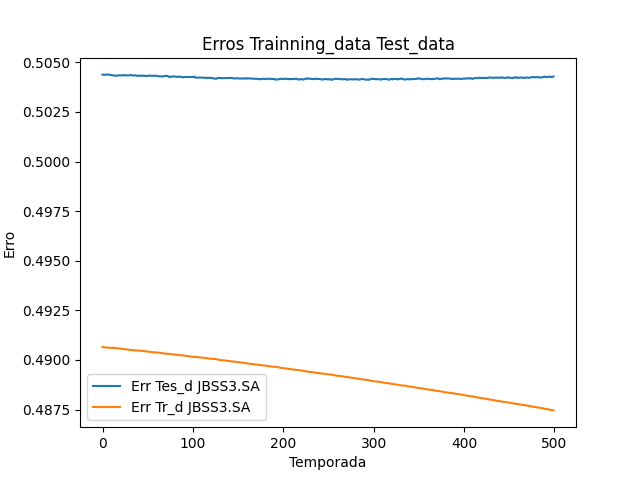 Erros Trainning_data Test_data
0.5050
0.5025
0.5000
0.4975
0.4950
0.4925
0.4900
0.4875
Erro
Err Tes_d JBSS3.SA
Err Tr_d JBSS3.SA
0 100 200 300 400 500
Temporada